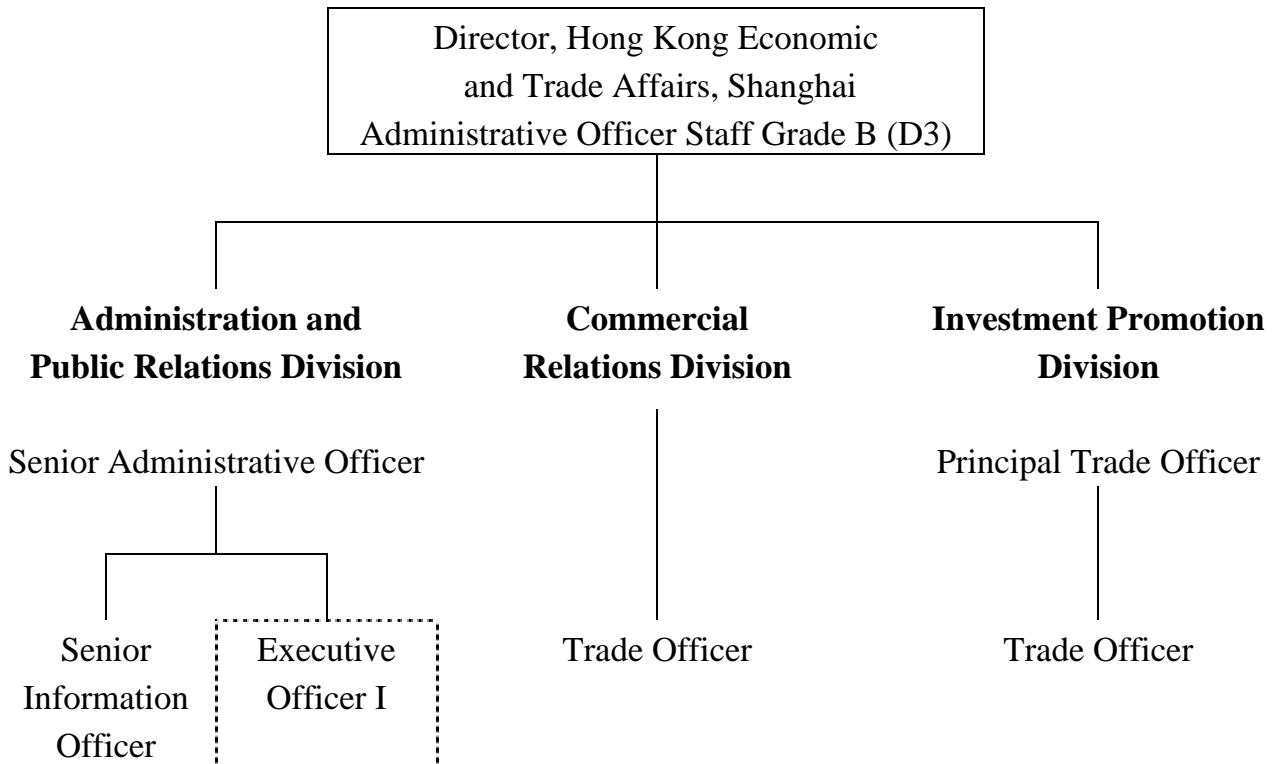 Director, Hong Kong Economic
and Trade Affairs, Shanghai
Administrative Officer Staff Grade B (D3)
Administration and
Public Relations Division
Commercial
Relations Division
Investment Promotion
Division
Senior Administrative Officer
Principal Trade Officer
Senior
Information
Officer
Executive
Officer I
Trade Officer
Trade Officer